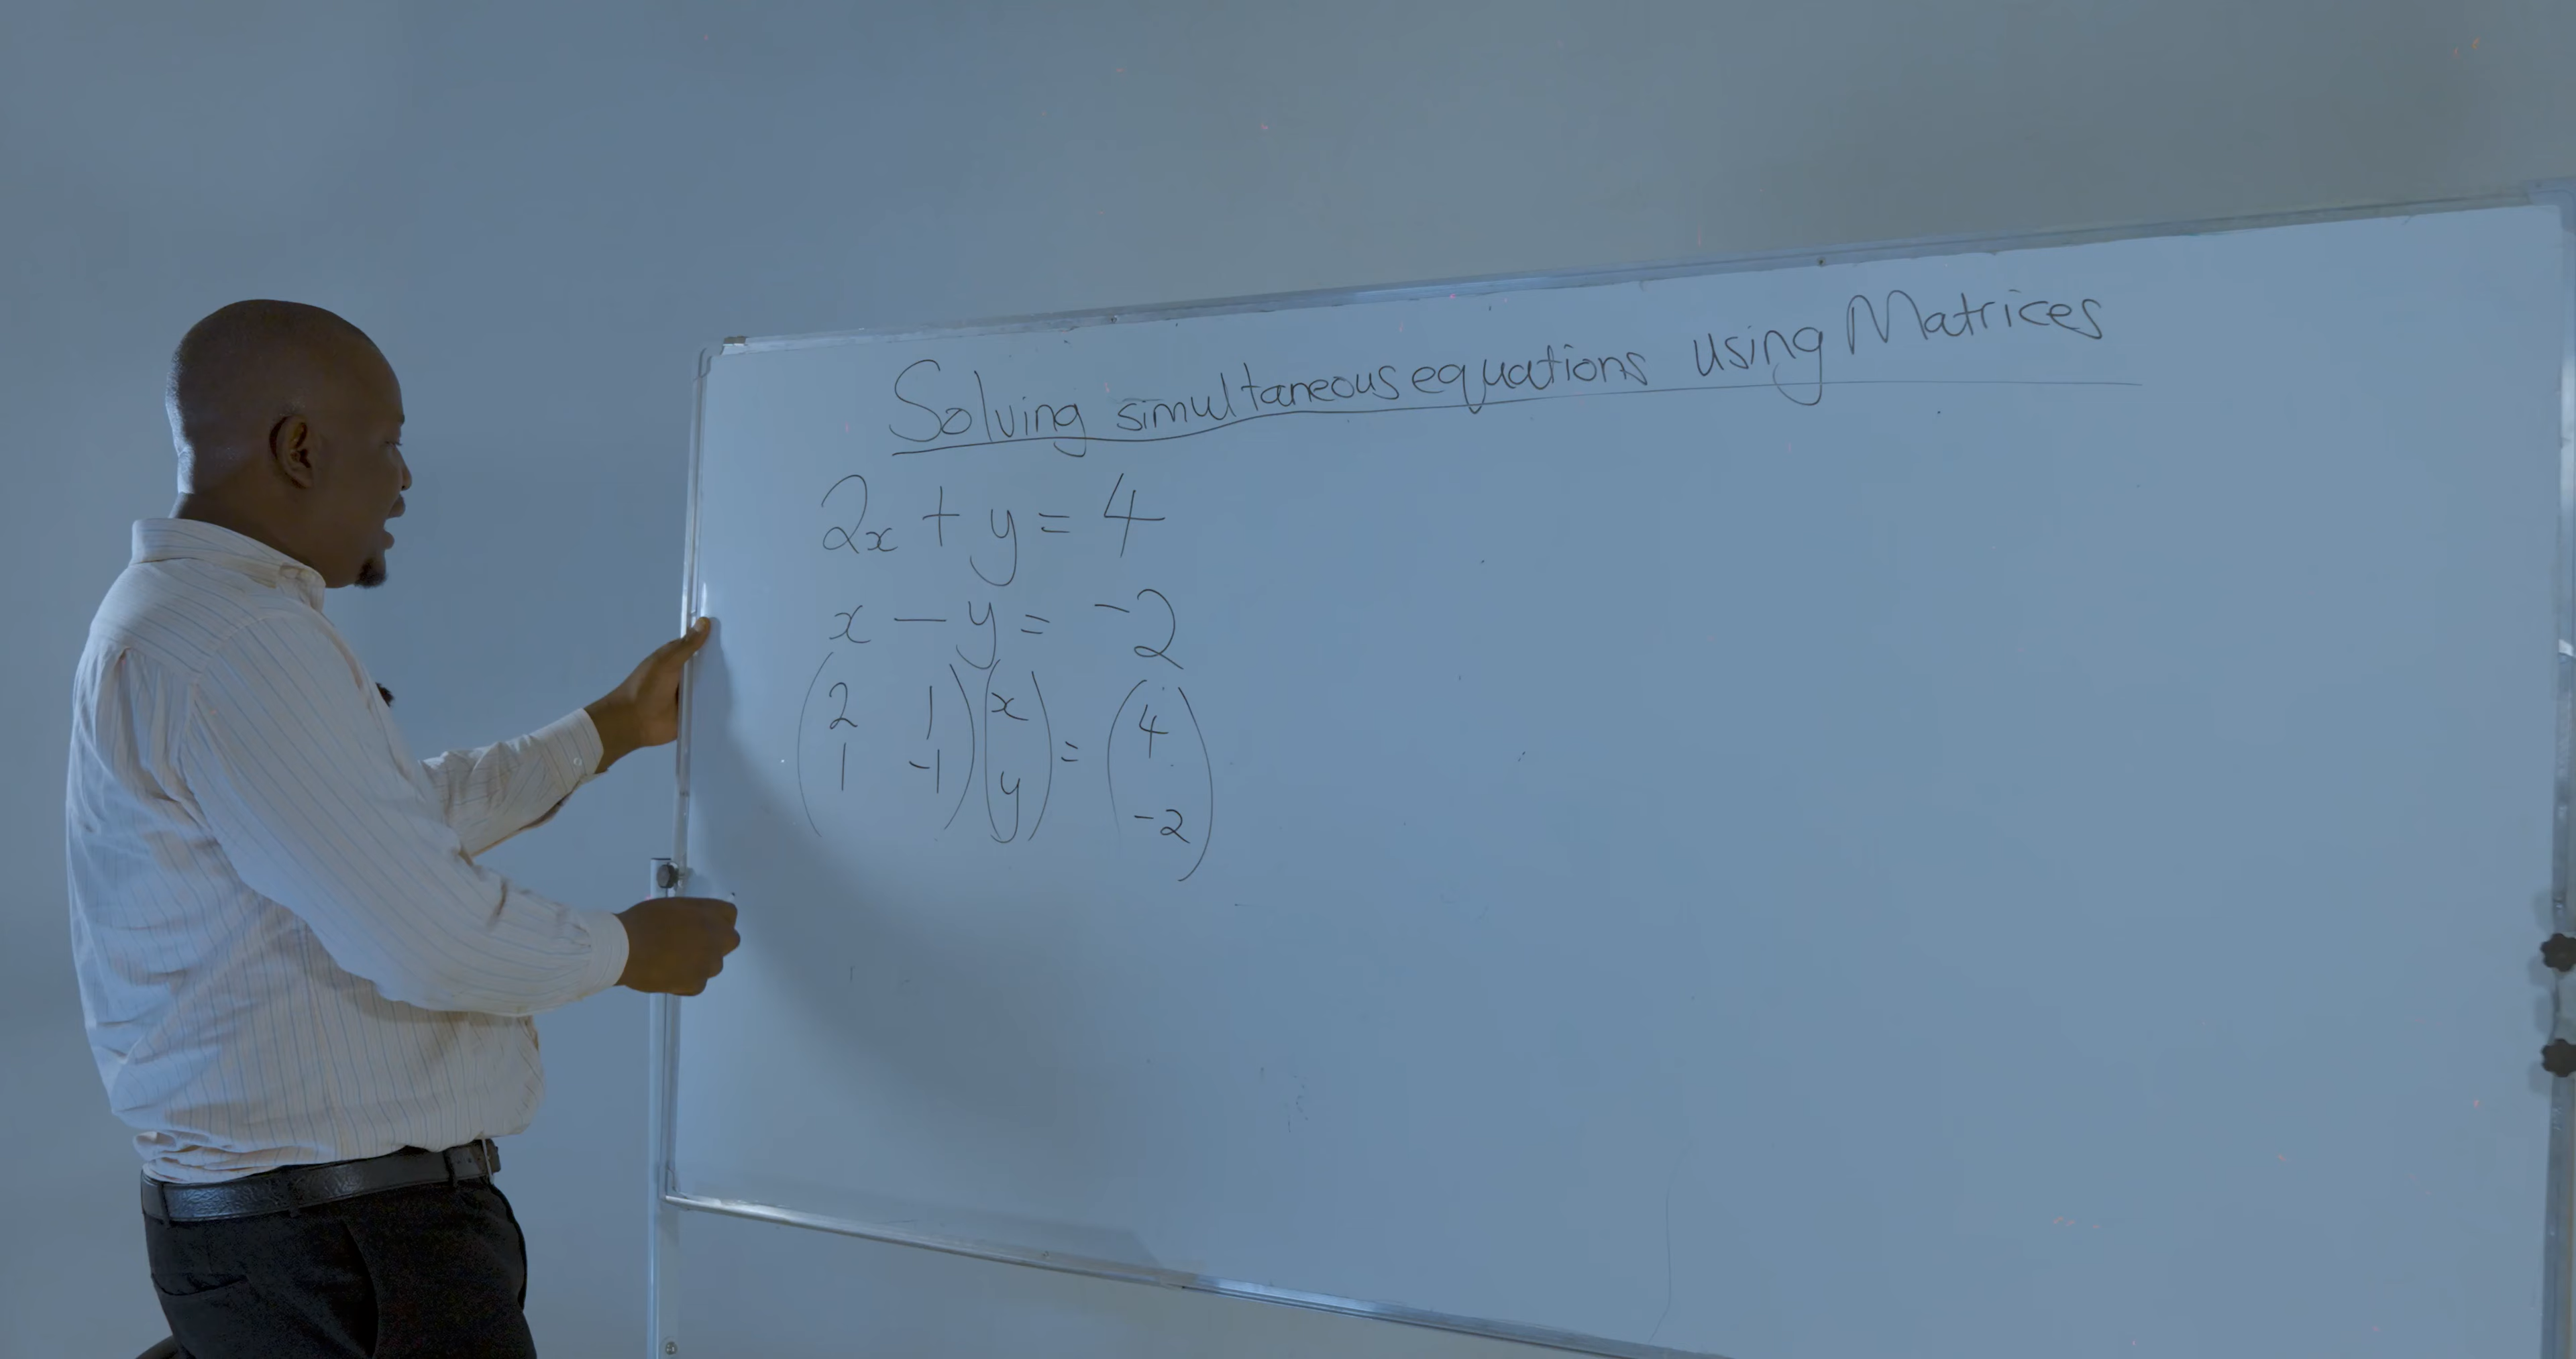 Solving simultaneous equations using Matrices
2x + y = 4
x - y = -2
(2 1) (x) = (4)
(1 -1) (y) (-2)